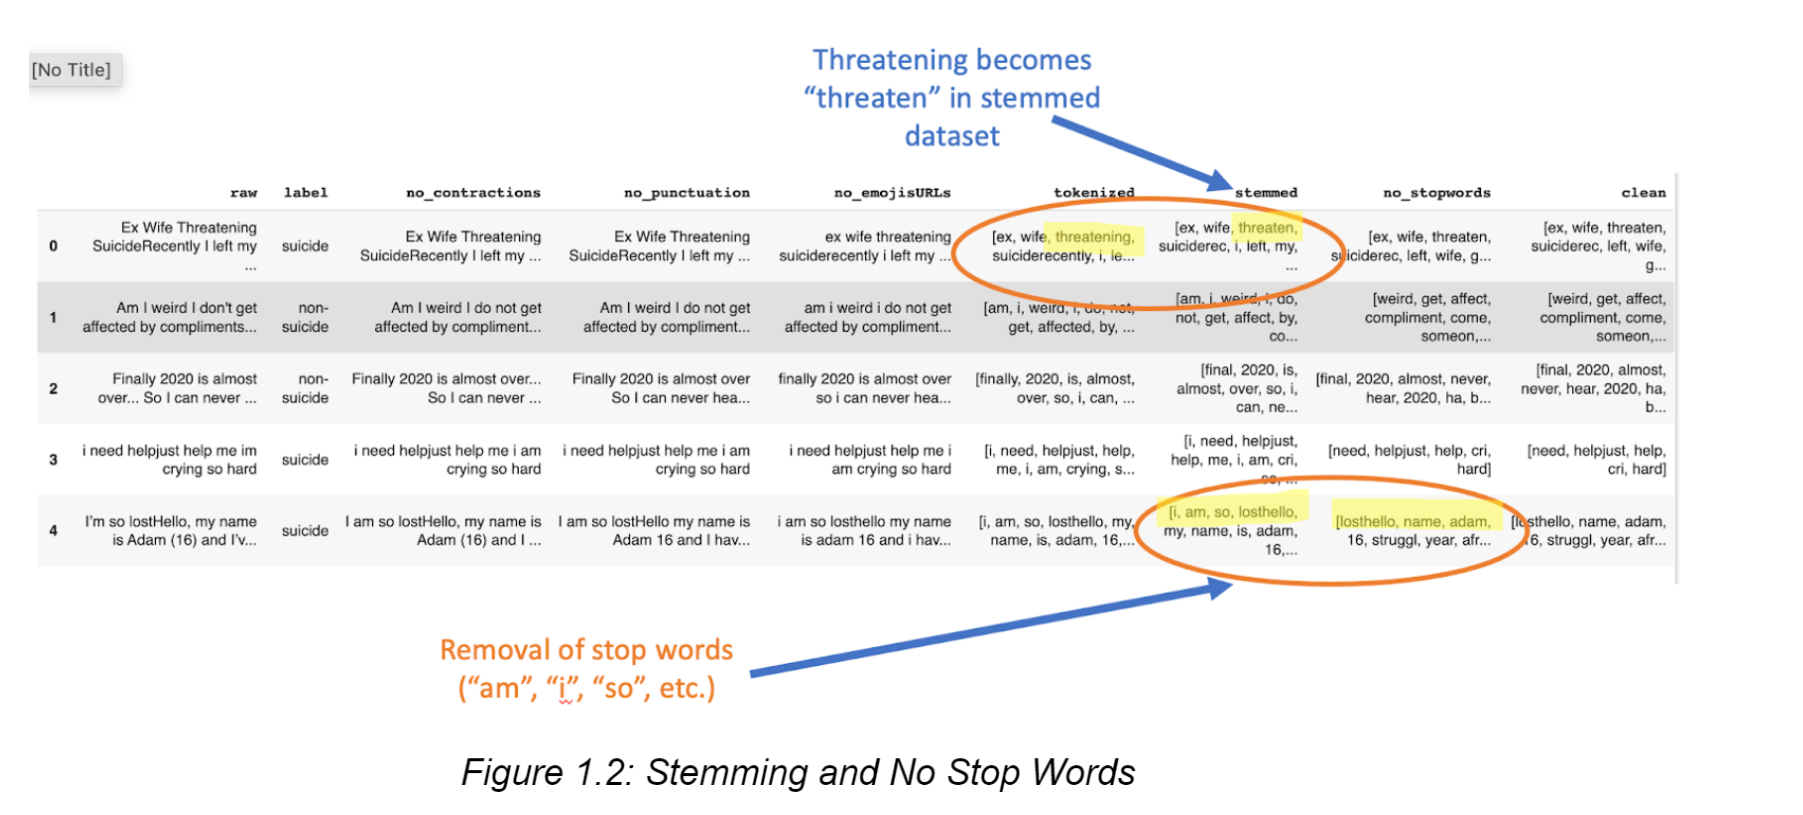 [No Title]
Threatening becomes
“threaten” in stemmed
dataset
raw label no_contractions no_punctuation no_emojisURLs tokenized stemmed no_stopwords clean
0
Ex Wife Threatening
SuicideRecently I left my
...
suicide
Ex Wife Threatening
SuicideRecently I left my ...
Ex Wife Threatening
SuicideRecently I left my ...
ex wife threatening
suiciderecently i left my ...
[ex, wife, threatening,
suiciderecently, i, le...
[ex, wife, threaten,
suiciderec, i, left, my,
...
[ex, wife, threaten,
suiciderec, left, wife, g...
[ex, wife, threaten,
suiciderec, left, wife,
g...
1
Am I weird I don't get
affected by compliments...
non-
suicide
Am I weird I do not get
affected by compliment...
Am I weird I do not get
affected by compliment...
am i weird i do not get
affected by compliment...
[am, i, weird, i, do, not,
get, affected, by, ...
[am, i, weird, i, do,
not, get, affect, by,
co...
[weird, get, affect,
compliment, come,
someon,...
[weird, get, affect,
compliment, come,
someon,...
2
Finally 2020 is almost
over... So I can never ...
non-
suicide
Finally 2020 is almost over...
So I can never ...
Finally 2020 is almost over
So I can never hea...
finally 2020 is almost over
so i can never hea...
[finally, 2020, is, almost,
over, so, i, can, ...
[final, 2020, is,
almost, over, so, i,
can, ne...
[final, 2020, almost, never,
hear, 2020, ha, b...
[final, 2020, almost,
never, hear, 2020, ha,
b...
3
i need helpjust help me im
crying so hard
suicide
i need helpjust help me i am
crying so hard
i need helpjust help me i am
crying so hard
i need helpjust help me i
am crying so hard
[i, need, helpjust, help,
me, i, am, crying, s...
[i, need, helpjust,
help, me, i, am, cri,
so, ...
[need, helpjust, help, cri,
hard]
[need, helpjust, help,
cri, hard]
4
I'm so lostHello, my name
is Adam (16) and I'v...
suicide
I am so lostHello, my name is
Adam (16) and I ...
I am so lostHello my name is
Adam 16 and I hav...
i am so losthello my name
is adam 16 and i hav...
[i, am, so, losthello, my,
name, is, adam, 16,...
[i, am, so, losthello,
my, name, is, adam,
16,...
[losthello, name, adam,
16, struggl, year, afr...
[losthello, name, adam,
16, struggl, year, afr...
Removal of stop words
(“am”, “i”, “so”, etc.)
Figure 1.2: Stemming and No Stop Words